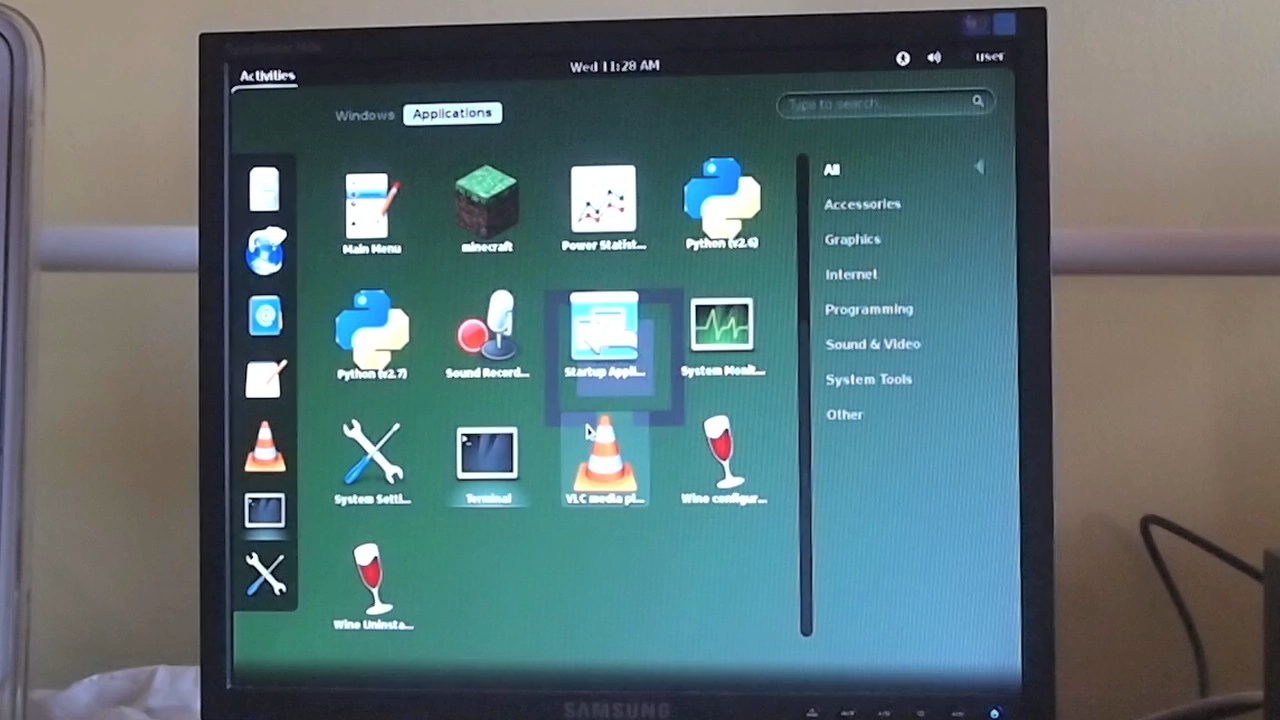 Activities
Wed 11:28 AM
user
Windows
Applications
Type to search...
Main Menu
minecraft
Power Statist...
Python (v2.6)
Python (v2.7)
Sound Record...
Startup Appli...
System Monit...
System Setti...
Terminal
VLC media pl...
Wine configur...
Wine Uninsta...
All
Accessories
Graphics
Internet
Programming
Sound & Video
System Tools
Other
SAMSUNG